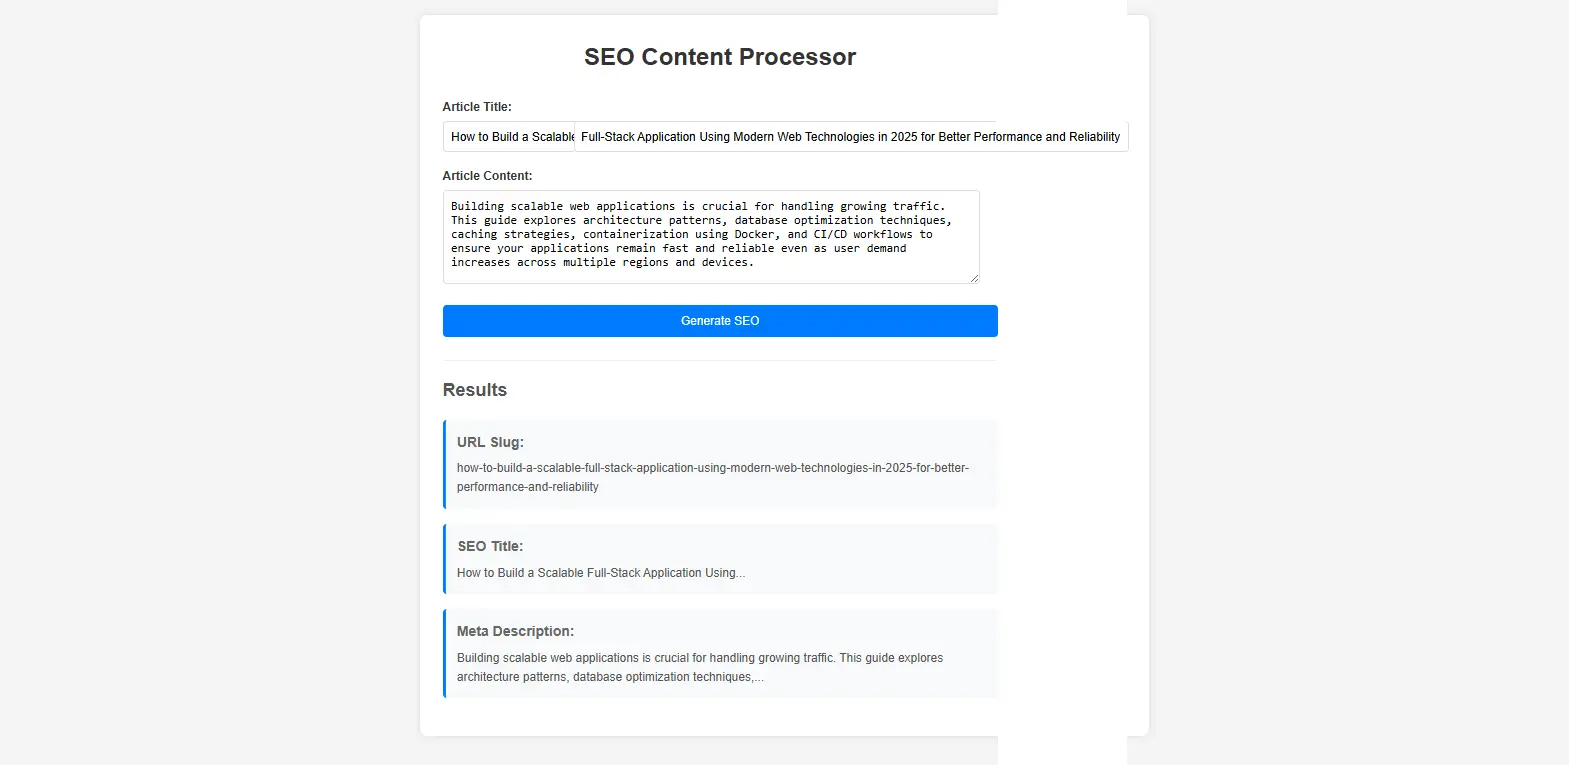 SEO Content Processor
Article Title:
How to Build a Scalable Full-Stack Application Using Modern Web Technologies in 2025 for Better Performance and Reliability
Article Content:
Building scalable web applications is crucial for handling growing traffic.
This guide explores architecture patterns, database optimization techniques,
caching strategies, containerization using Docker, and CI/CD workflows to
ensure your applications remain fast and reliable even as user demand
increases across multiple regions and devices.
Generate SEO
Results
URL Slug:
how-to-build-a-scalable-full-stack-application-using-modern-web-technologies-in-2025-for-better-
performance-and-reliability
SEO Title:
How to Build a Scalable Full-Stack Application Using...
Meta Description:
Building scalable web applications is crucial for handling growing traffic. This guide explores
architecture patterns, database optimization techniques,...